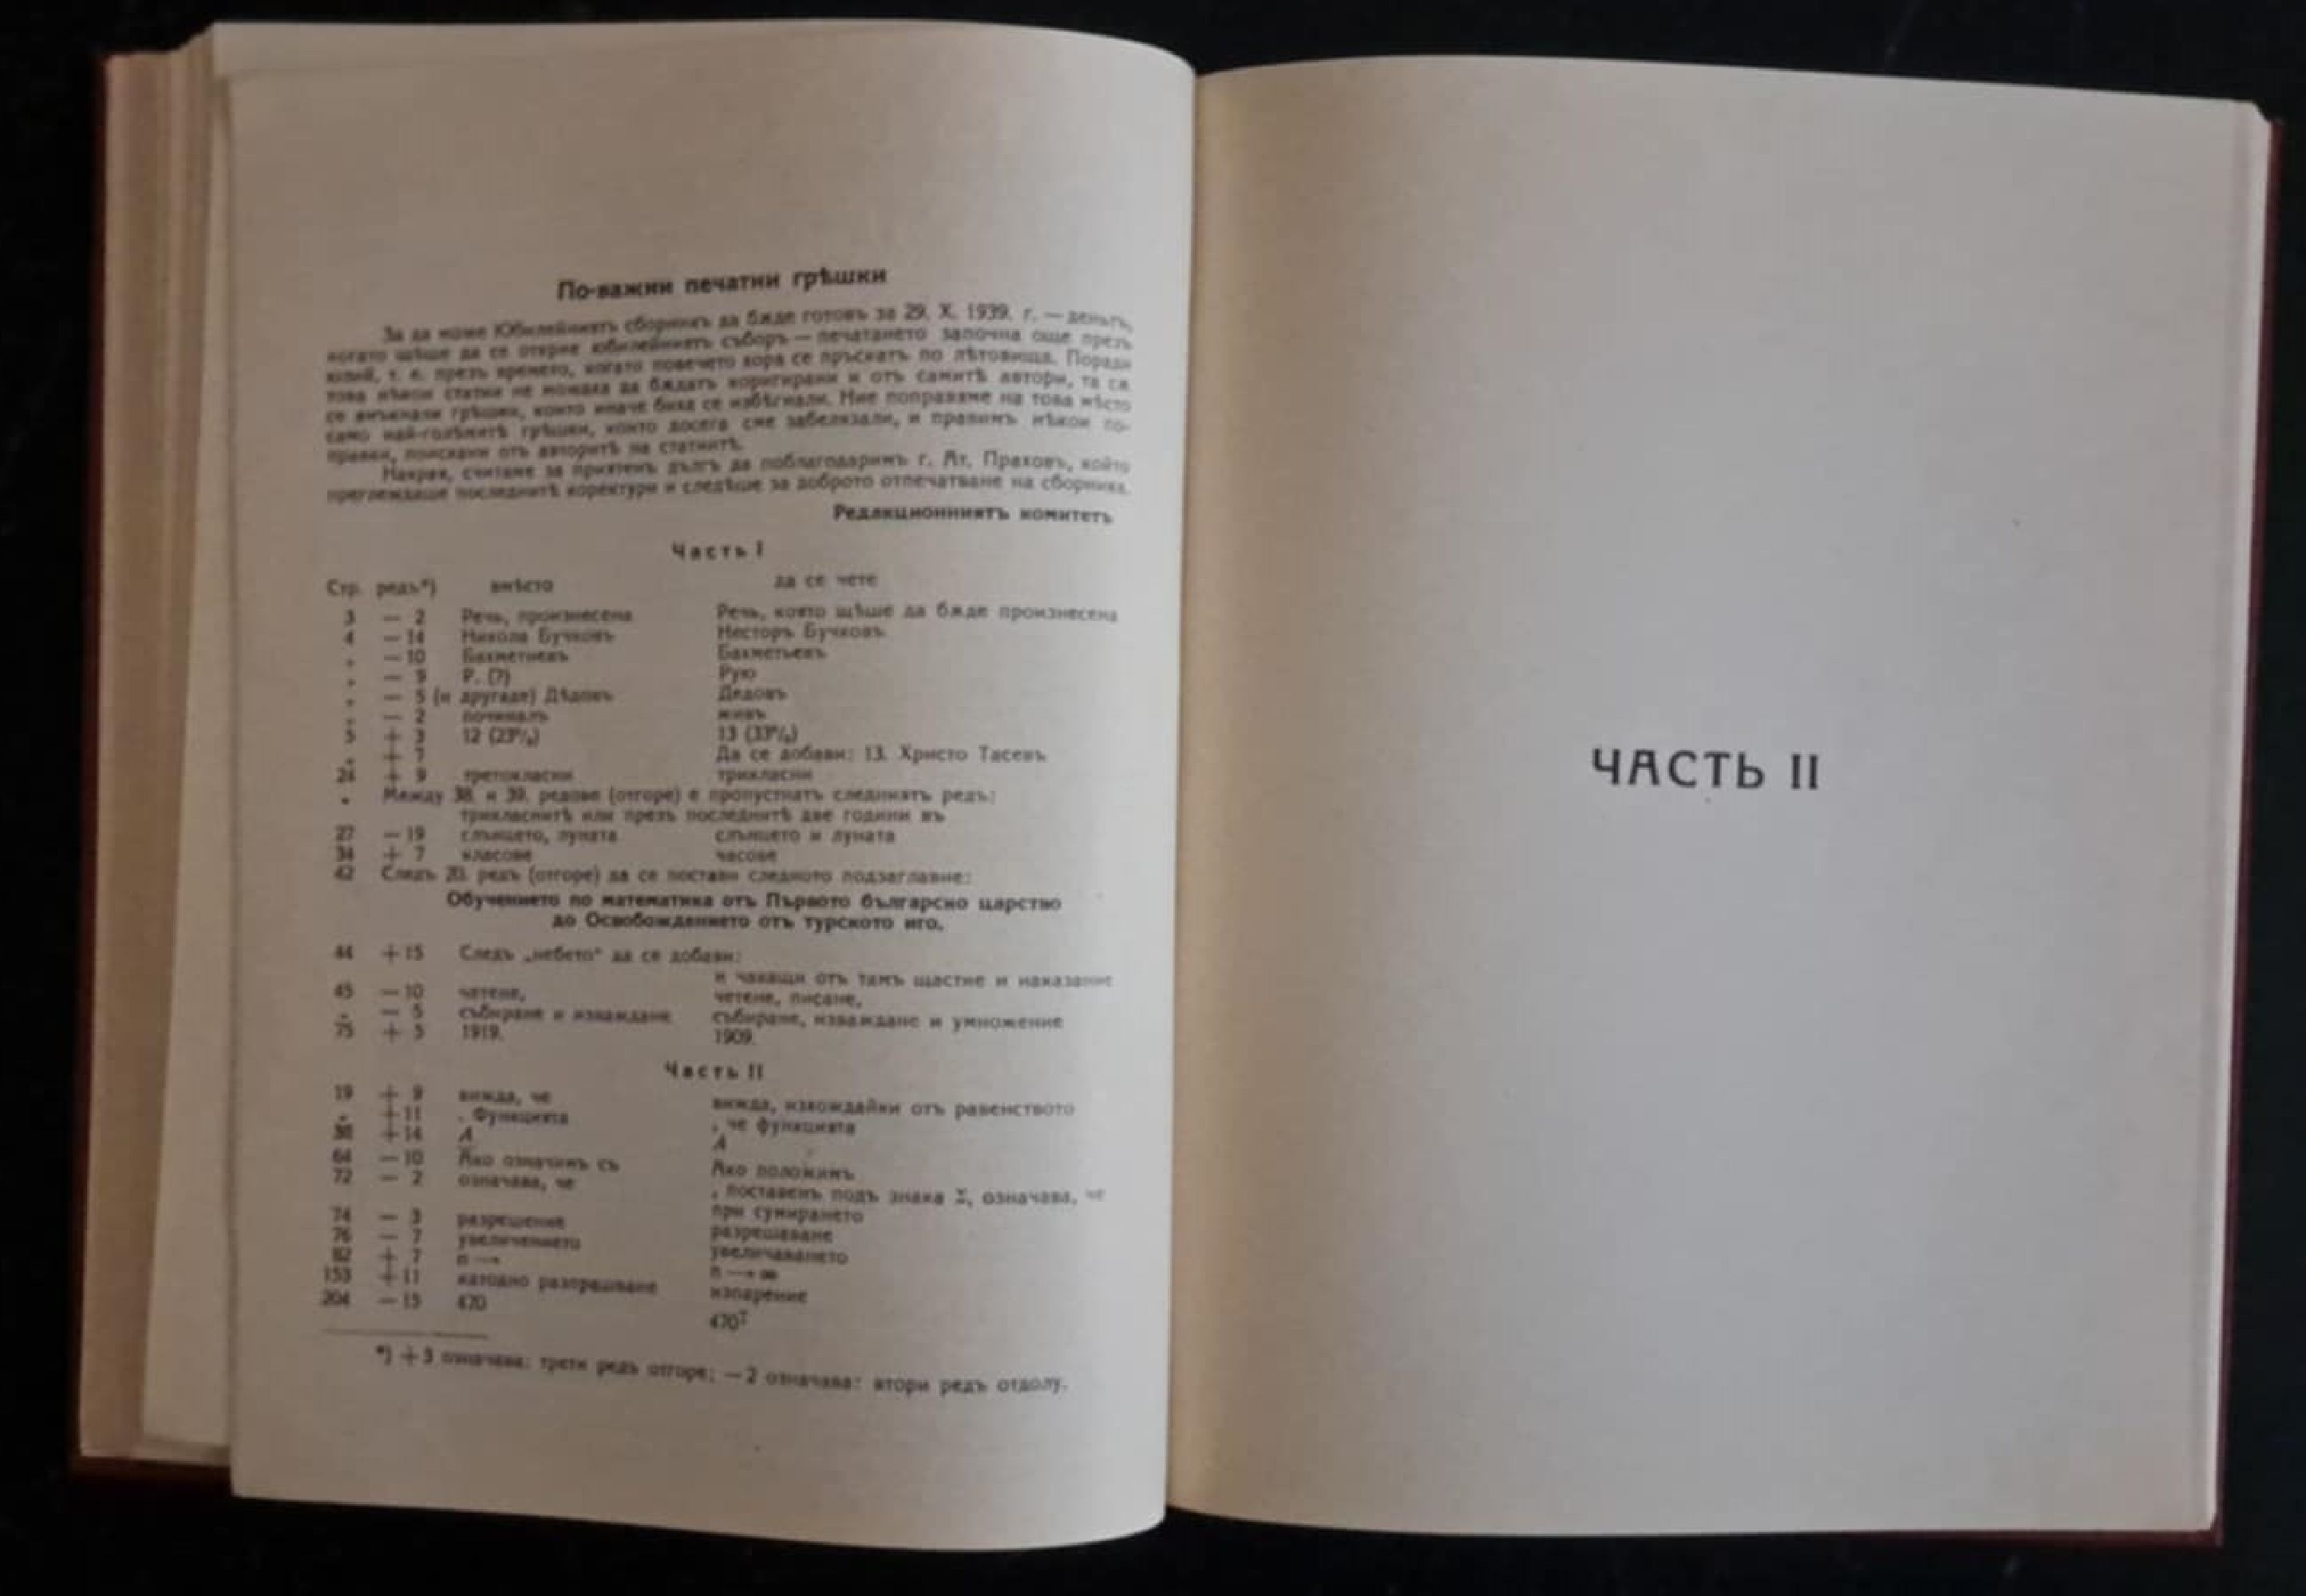 По-важни печатни грѣшки
За да може Юбилейниятъ сборникъ да бѫде готовъ за 29. X. 1939. г. — деньтъ,
когато щѣше да се открие юбилейниятъ съборъ — печатането започна още презъ
юлий, т. е. презъ времето, когато повечето хора се пръскатъ по лѣтовища. Поради
това нѣкои статии не можаха да бѫдатъ коригирани и отъ самитѣ автори, та сѫ
се вмъкнали грѣшки, които иначе биха се избѣгнали. Ние поправяме на това мѣсто
само най-голѣмитѣ грѣшки, които досега сме забелязали, и правимъ нѣкои по-
правки, поискани отъ авторитѣ на статиитѣ.
Накрая, считаме за приятенъ дългъ да поблагодаримъ г. Ат. Праховъ, който
преглеждаше последнитѣ коректури и следѣше за доброто отпечатване на сборника.
Редакционниятъ комитетъ
Часть I
Стр. редъ*) вмѣсто да се чете
3 — 2 Речь, произнесена Речь, която щѣше да бѫде произнесена
4 — 14 Никола Бучковъ Несторъ Бучковъ
„ — 10 Бахметиевъ Бахметьевъ
„ — 9 Р. (?) Рую
„ — 5 (и другаде) Дѣдовъ Дедовъ
„ — 2 починалъ живъ
5 + 3 12 (23%) 13 (33%)
„ + 7 Да се добави: 13. Христо Тасевъ
24 + 9 третокласни трикласни
„ Между 38. и 39. редове (отгоре) е пропустнатъ следниятъ редъ:
трикласнитѣ или презъ последнитѣ две години въ
27 — 19 слънцето, луната слънцето и луната
34 + 7 класове часове
42 Следъ 20. редъ (отгоре) да се постави следното подзаглавие:
Обучението по математика отъ Първото българско царство
до Освобождението отъ турското иго.
44 + 15 Следъ „небето“ да се добави:
и чакащи отъ тамъ щастие и наказание
45 — 10 четене, четене, писане,
„ — 5 събиране и изваждане събиране, изваждане и умножение
75 + 5 1919. 1909.
Часть II
19 + 9 вижда, че вижда, изхождайки отъ равенството
„ + 11 . Функцията , че функцията
38 + 14 A A
64 — 10 Ако означимъ съ Ако положимъ
72 — 2 означава, че , поставенъ подъ знака Σ, означава, че
при сумирането
74 — 3 разрешение разрешаване
76 — 7 увеличението увеличаването
82 + 7 n → n → ∞
153 + 11 катодно разпрашване изпарение
204 — 15 470
*) + 3 означава: трети редъ отгоре; — 2 означава: втори редъ отдолу.
ЧАСТЬ II